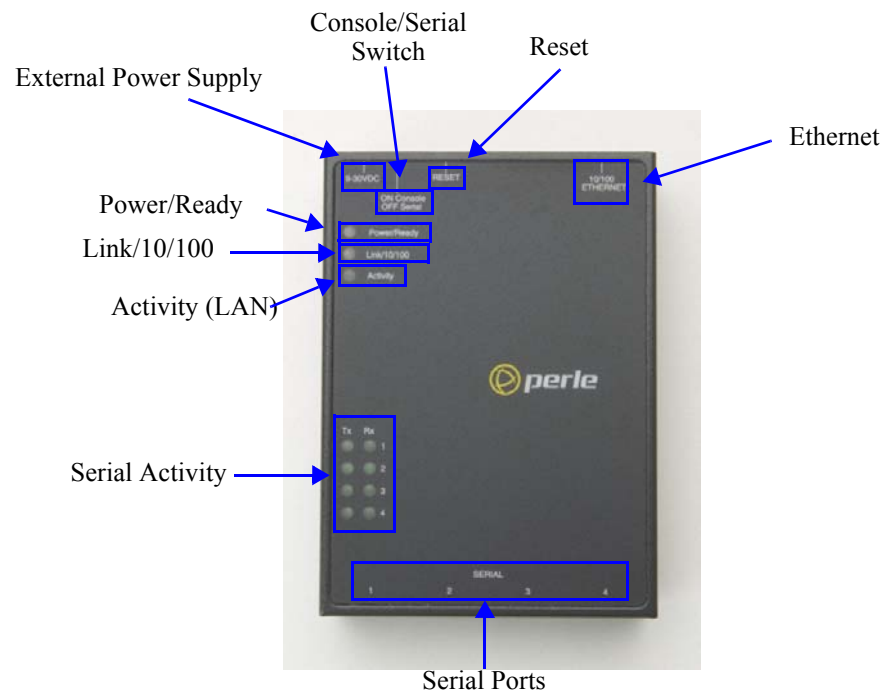 Console/Serial
Switch
Reset
External Power Supply
Ethernet
9-30VDC
RESET
10/100
ETHERNET
ON Console
OFF Serial
Power/Ready
Power/Ready
Link/10/100
Link/10/100
Activity
Activity (LAN)
perle
Tx Rx
1
2
3
4
Serial Activity
SERIAL
1 2 3 4
Serial Ports